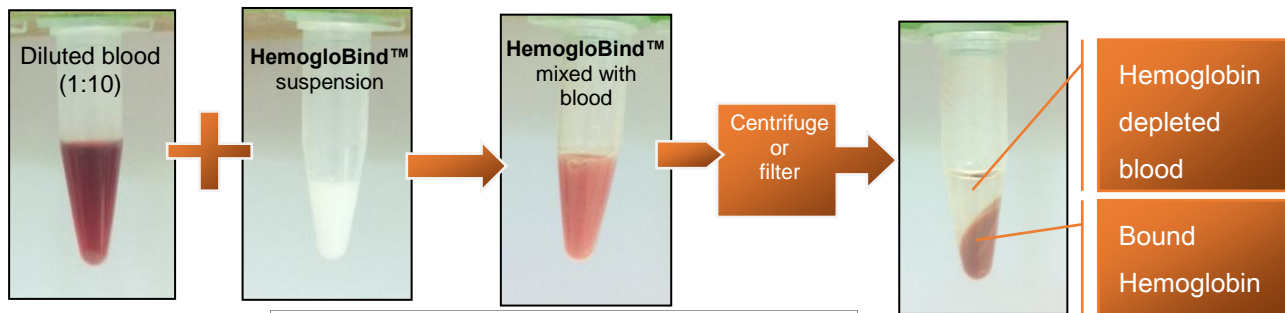 Diluted blood
(1:10)
HemogloBind™
suspension
HemogloBind™
mixed with
blood
Centrifuge
or
filter
Hemoglobin
depleted
blood
Bound
Hemoglobin